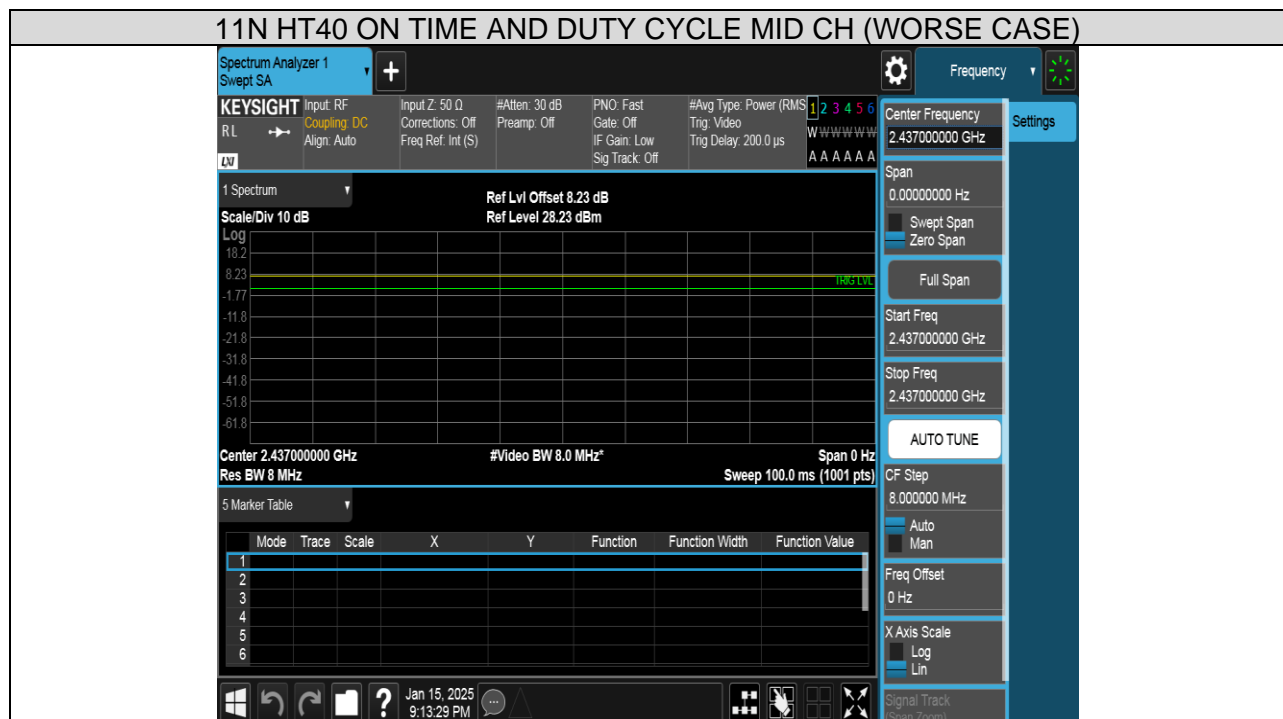 11N HT40 ON TIME AND DUTY CYCLE MID CH (WORSE CASE)
Spectrum Analyzer 1
Swept SA
Frequency
KEYSIGHT
RL
LXI
Input: RF
Coupling: DC
Align: Auto
Input Z: 50 Ω
Corrections: Off
Freq Ref: Int (S)
#Atten: 30 dB
Preamp: Off
PNO: Fast
Gate: Off
IF Gain: Low
Sig Track: Off
#Avg Type: Power (RMS
Trig: Video
Trig Delay: 200.0 µs
1 2 3 4 5 6
W W W W W W
A A A A A A
Center Frequency
2.437000000 GHz
Settings
Span
0.00000000 Hz
Swept Span
Zero Span
Full Span
Start Freq
2.437000000 GHz
Stop Freq
2.437000000 GHz
AUTO TUNE
CF Step
8.000000 MHz
Auto
Man
Freq Offset
0 Hz
X Axis Scale
Log
Lin
Signal Track
(Span Zoom)
1 Spectrum
Scale/Div 10 dB
Ref Lvl Offset 8.23 dB
Ref Level 28.23 dBm
Log
18.2
8.23
-1.77
-11.8
-21.8
-31.8
-41.8
-51.8
-61.8
TRIG LVL
Center 2.437000000 GHz
#Video BW 8.0 MHz*
Span 0 Hz
Res BW 8 MHz
Sweep 100.0 ms (1001 pts)
5 Marker Table
Mode Trace Scale X Y Function Function Width Function Value
1
2
3
4
5
6
?
Jan 15, 2025
9:13:29 PM